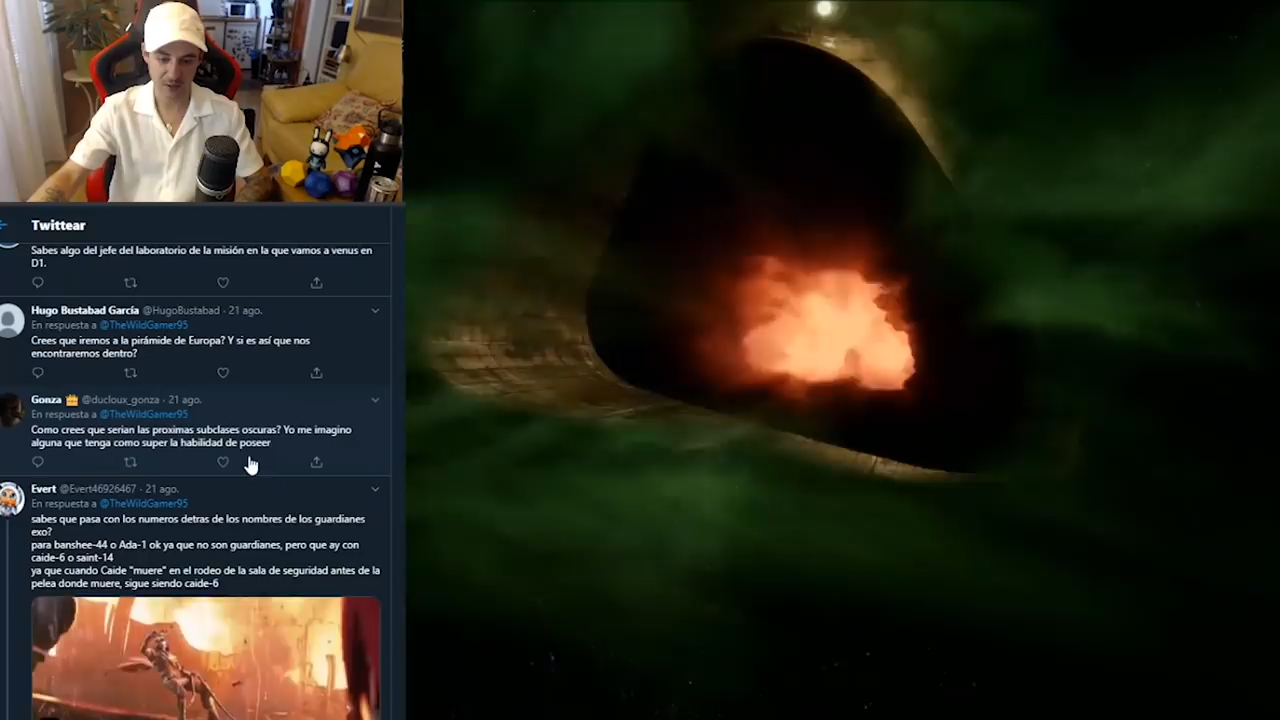 Twittear
Sabes algo del jefe del laboratorio de la misión en la que vamos a venus en
D1.
Hugo Bustabad García @HugoBustabad · 21 ago.
En respuesta a @TheWildGamer95
Crees que iremos a la pirámide de Europa? Y si es así que nos
encontraremos dentro?
Gonza @ducloux_gonza · 21 ago.
En respuesta a @TheWildGamer95
Como crees que serian las proximas subclases oscuras? Yo me imagino
alguna que tenga como super la habilidad de poseer
Evert @Evert46926467 · 21 ago.
En respuesta a @TheWildGamer95
sabes que pasa con los numeros detras de los nombres de los guardianes
exo?
para banshee-44 o Ada-1 ok ya que no son guardianes, pero que ay con
caide-6 o saint-14
ya que cuando Caide "muere" en el rodeo de la sala de seguridad antes de la
pelea donde muere, sigue siendo caide-6